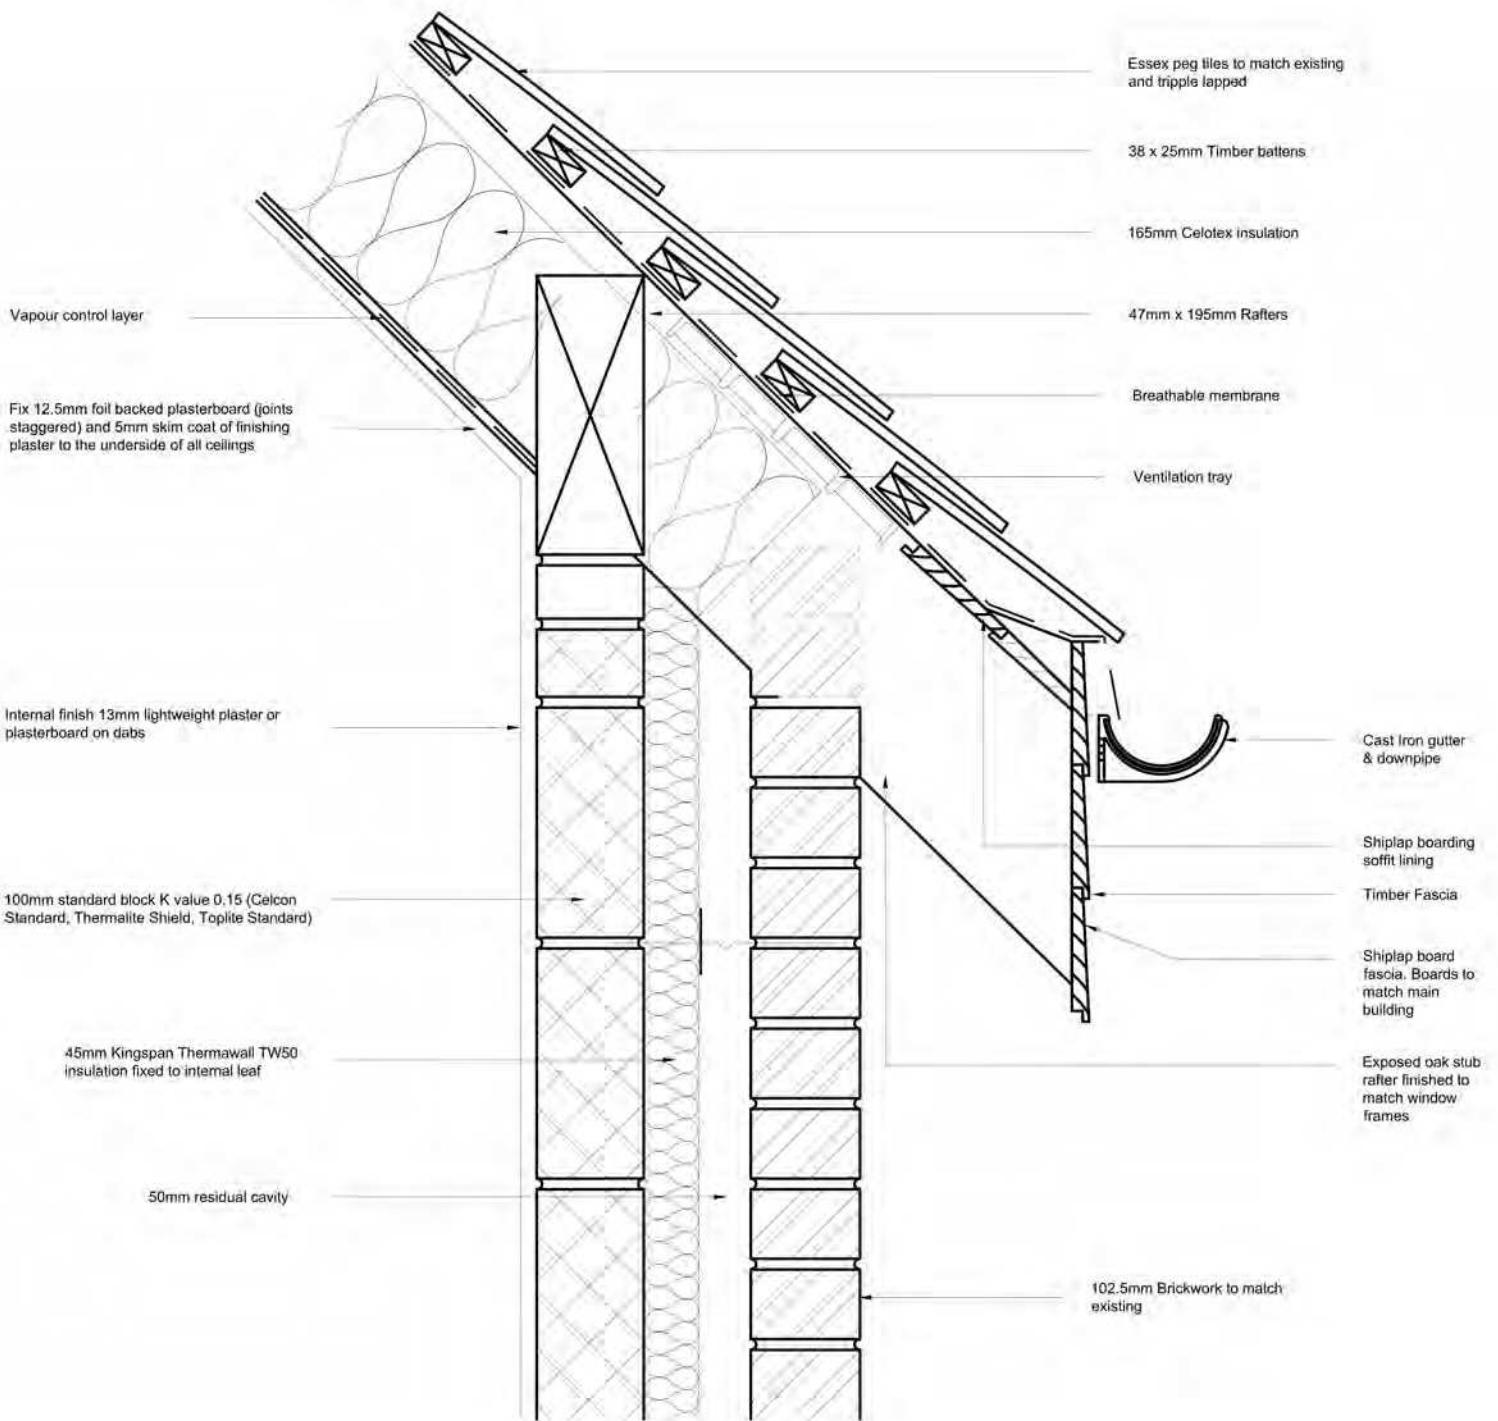 Essex peg tiles to match existing
and tripple lapped
38 x 25mm Timber battens
165mm Celotex insulation
47mm x 195mm Rafters
Breathable membrane
Ventilation tray
Vapour control layer
Fix 12.5mm foil backed plasterboard (joints
staggered) and 5mm skim coat of finishing
plaster to the underside of all ceilings
Internal finish 13mm lightweight plaster or
plasterboard on dabs
100mm standard block K value 0.15 (Celcon
Standard, Thermalite Shield, Toplite Standard)
45mm Kingspan Thermawall TW50
insulation fixed to internal leaf
50mm residual cavity
Cast Iron gutter
& downpipe
Shiplap boarding
soffit lining
Timber Fascia
Shiplap board
fascia. Boards to
match main
building
Exposed oak stub
rafter finished to
match window
frames
102.5mm Brickwork to match
existing